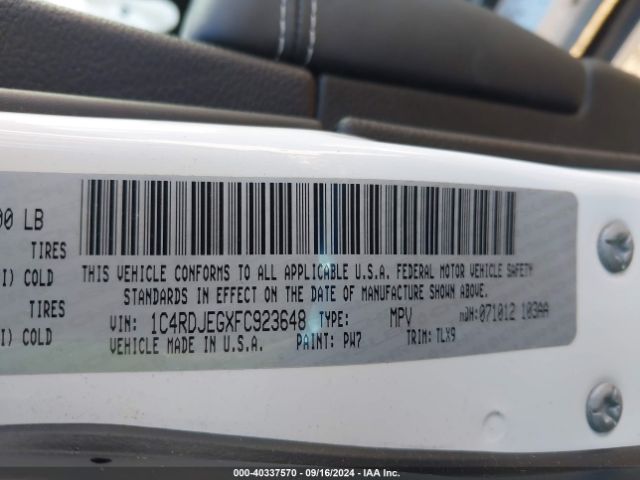 00 LB
TIRES
I) COLD
TIRES
I) COLD
THIS VEHICLE CONFORMS TO ALL APPLICABLE U.S.A. FEDERAL MOTOR VEHICLE SAFETY
STANDARDS IN EFFECT ON THE DATE OF MANUFACTURE SHOWN ABOVE.
VIN: 1C4RDJEGXFC923648 TYPE: MPV MDH:071012 103AA
VEHICLE MADE IN U.S.A. PAINT: PW7 TRIM: TLX9
000-40337570 - 09/16/2024 - IAA Inc.